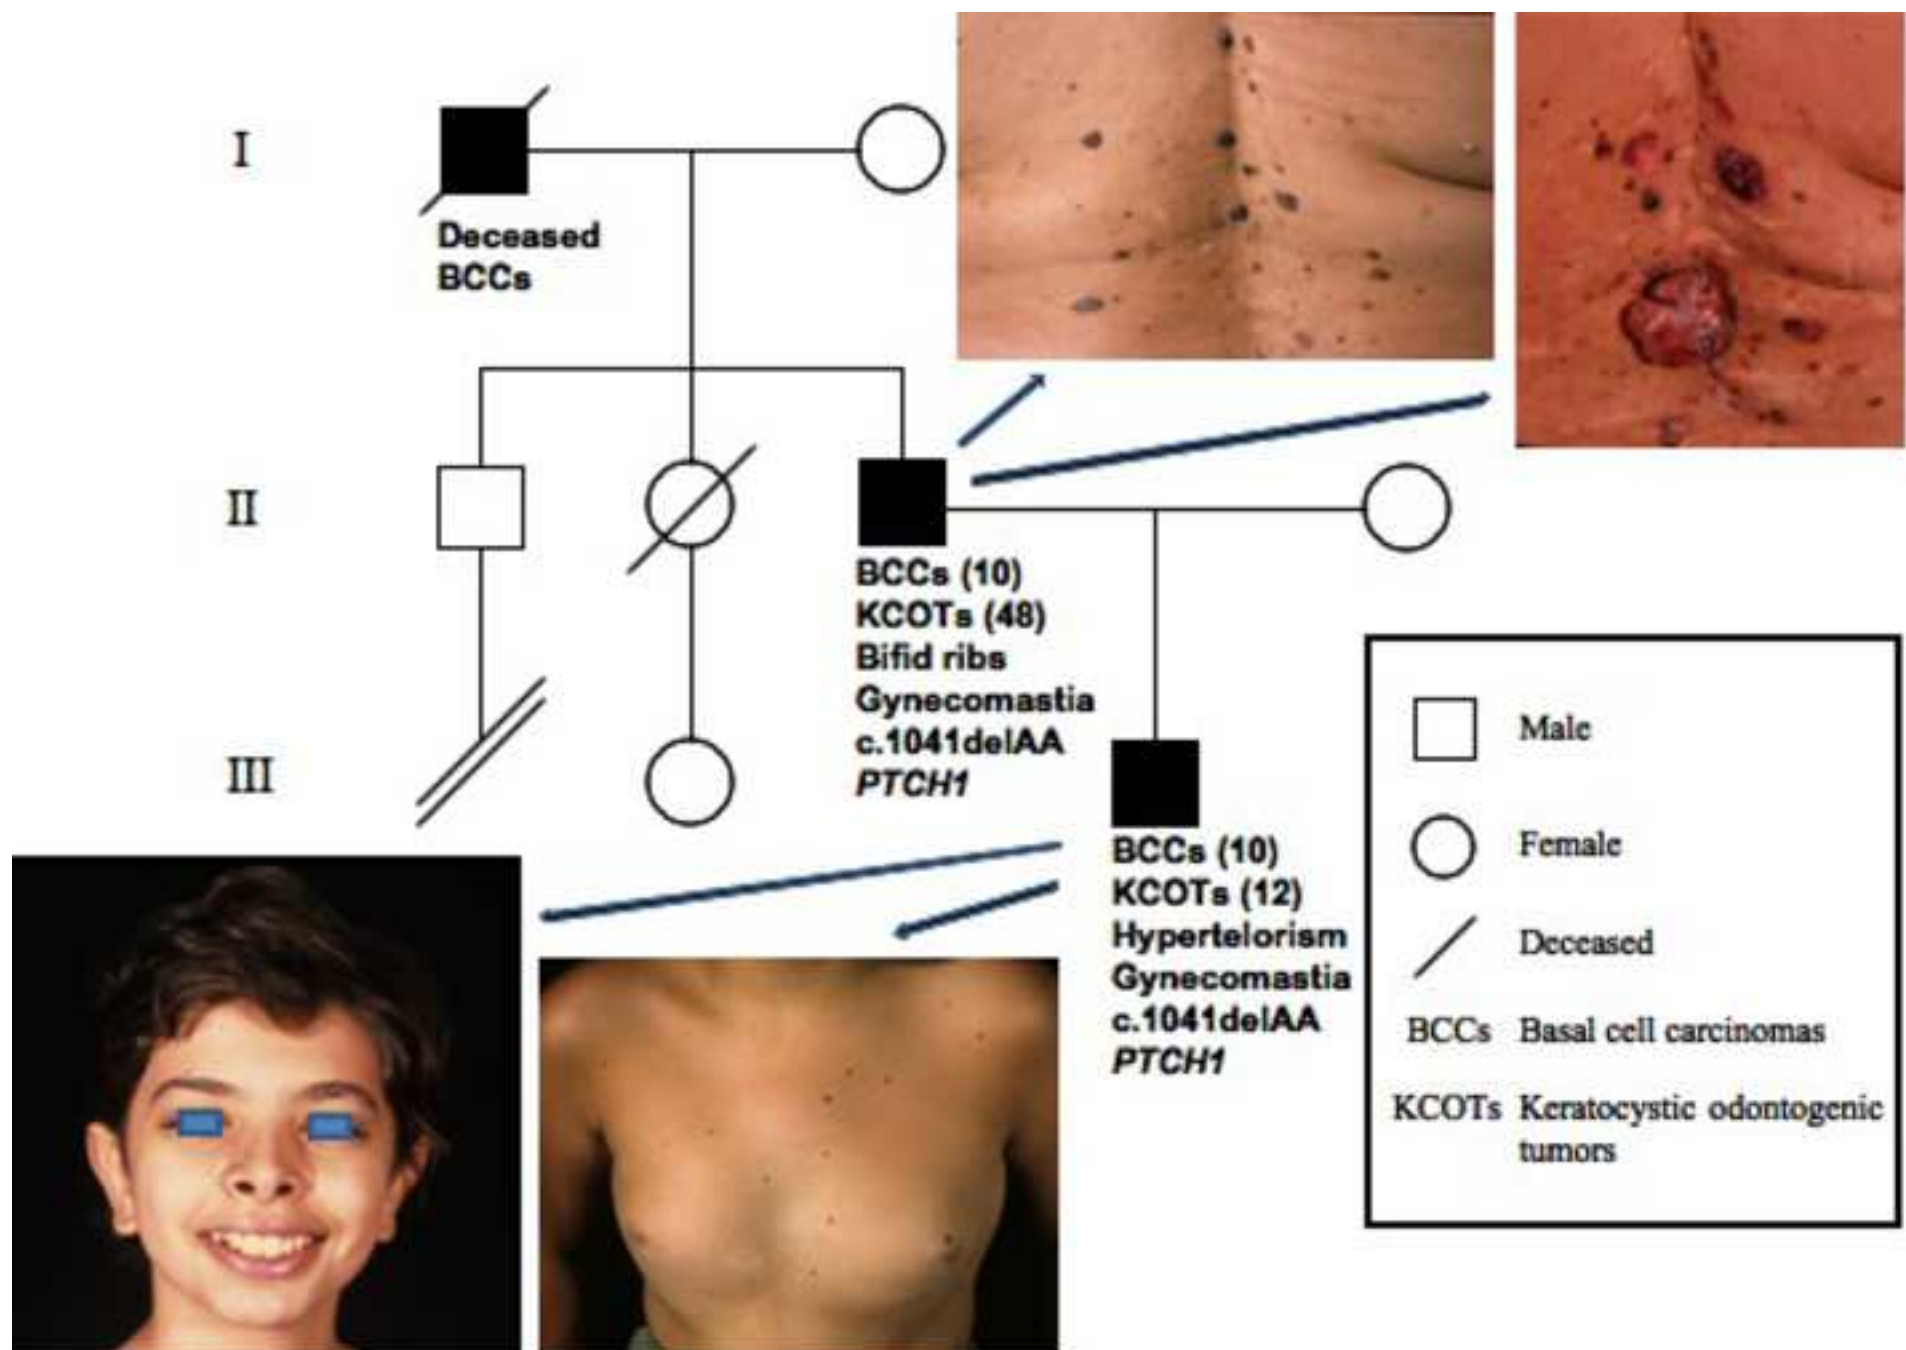 I
Deceased
BCCs
II
BCCs (10)
KCOTs (48)
Bifid ribs
Gynecomastia
c.1041delAA
PTCH1
III
BCCs (10)
KCOTs (12)
Hypertelorism
Gynecomastia
c.1041delAA
PTCH1
Male
Female
Deceased
BCCs Basal cell carcinomas
KCOTs Keratocystic odontogenic
tumors